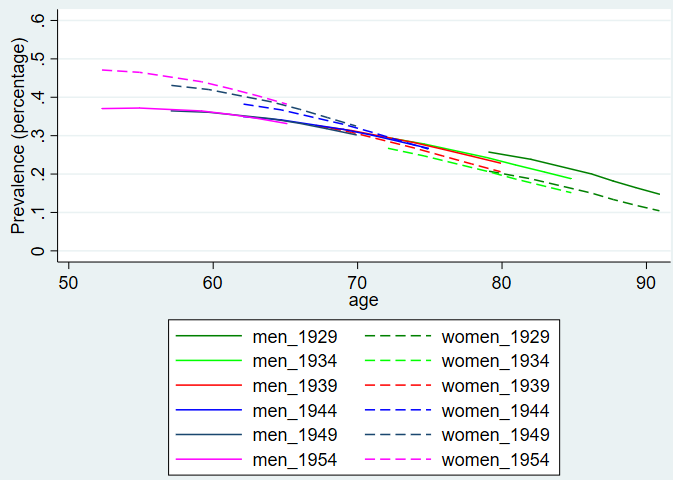 Prevalence (percentage)
.6
.5
.4
.3
.2
.1
0
50 60 70 80 90
age
men_1929 women_1929
men_1934 women_1934
men_1939 women_1939
men_1944 women_1944
men_1949 women_1949
men_1954 women_1954